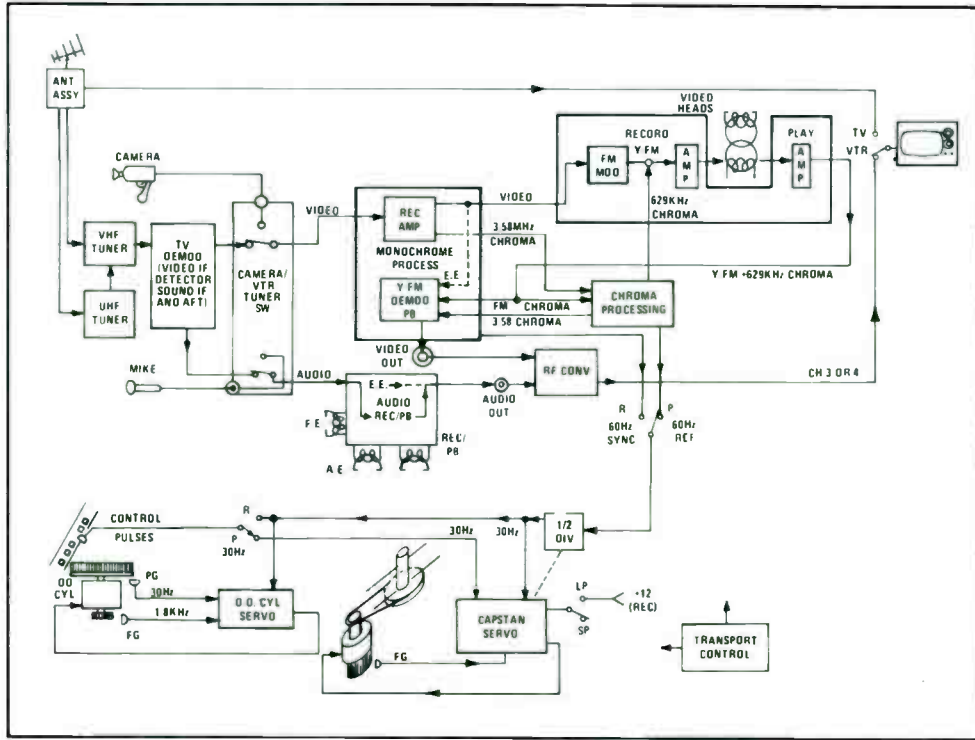 ANT
ASSY
CAMERA
VHF
TUNER
UHF
TUNER
TV
DEMOD
(VIDEO IF
DETECTOR
SOUND IF
AND AFT)
MIKE
CAMERA/
VTR
TUNER
SW
VIDEO
AUDIO
REC
AMP
MONOCHROME
PROCESS
E.E.
Y FM
DEMOD
PB
VIDEO
OUT
VIDEO
3.58MHz
CHROMA
FM
CHROMA
3.58 CHROMA
FM
MOD
RECORD
Y FM
AMP
629KHz
CHROMA
VIDEO
HEADS
PLAY
AMP
TV
VTR
Y FM +629KHz CHROMA
CHROMA
PROCESSING
RF CONV
CH 3 OR 4
E.E.
AUDIO
REC/PB
AUDIO
OUT
F E
A E
REC/
PB
R
60Hz
SYNC
P
60Hz
REF
CONTROL
PULSES
R
P
30Hz
30Hz
30Hz
1/2
DIV
DD
CYL
PG
30Hz
1.8KHz
FG
D.D. CYL
SERVO
FG
CAPSTAN
SERVO
LP
SP
+12
(REC)
TRANSPORT
CONTROL